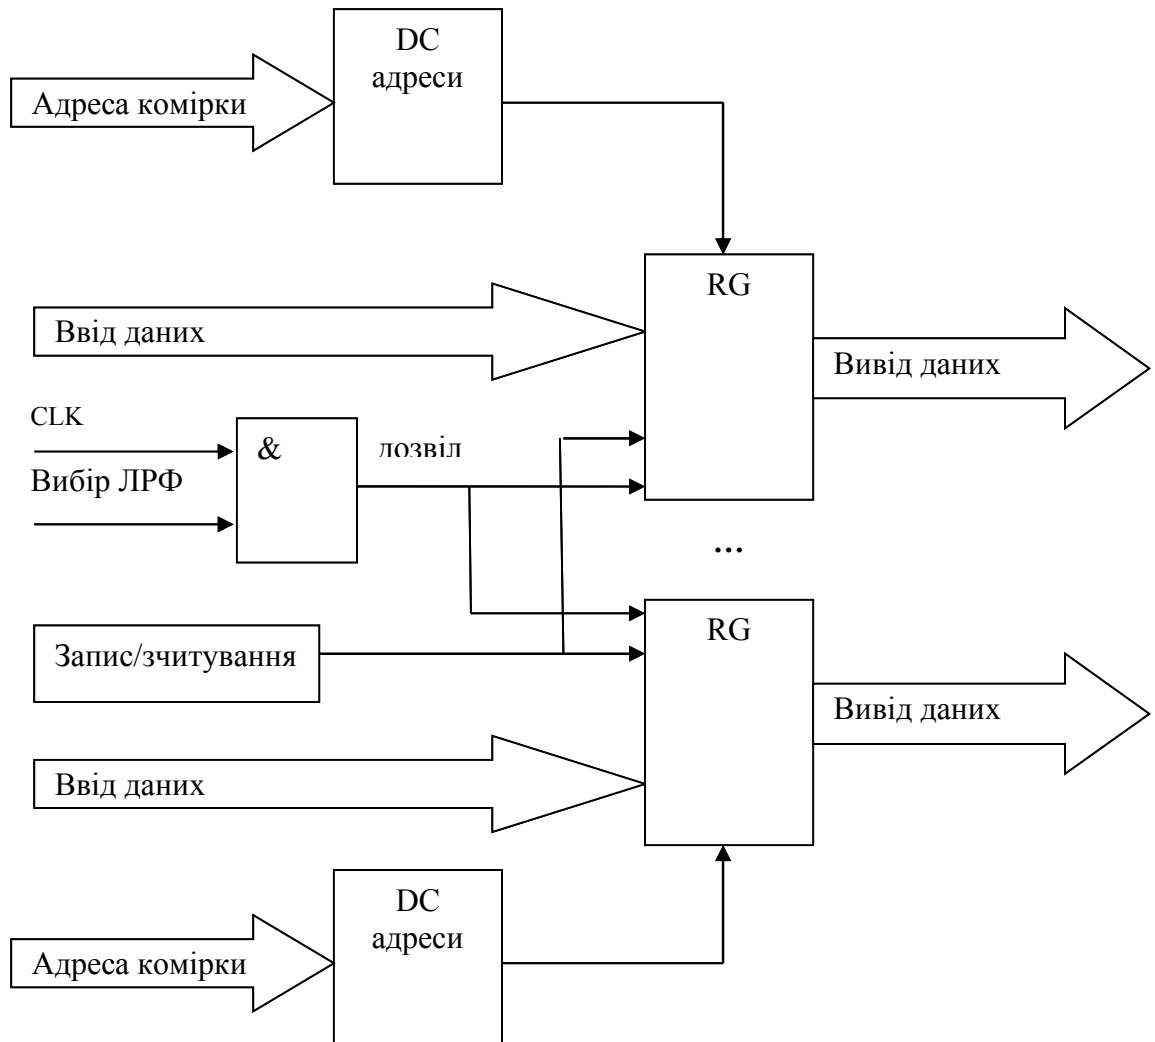 DC
адреси
Адреса комірки
RG
Ввід даних
Вивід даних
CLK
&
дозвіл
Вибір ЛРФ
...
RG
Запис/зчитування
Вивід даних
Ввід даних
DC
адреси
Адреса комірки